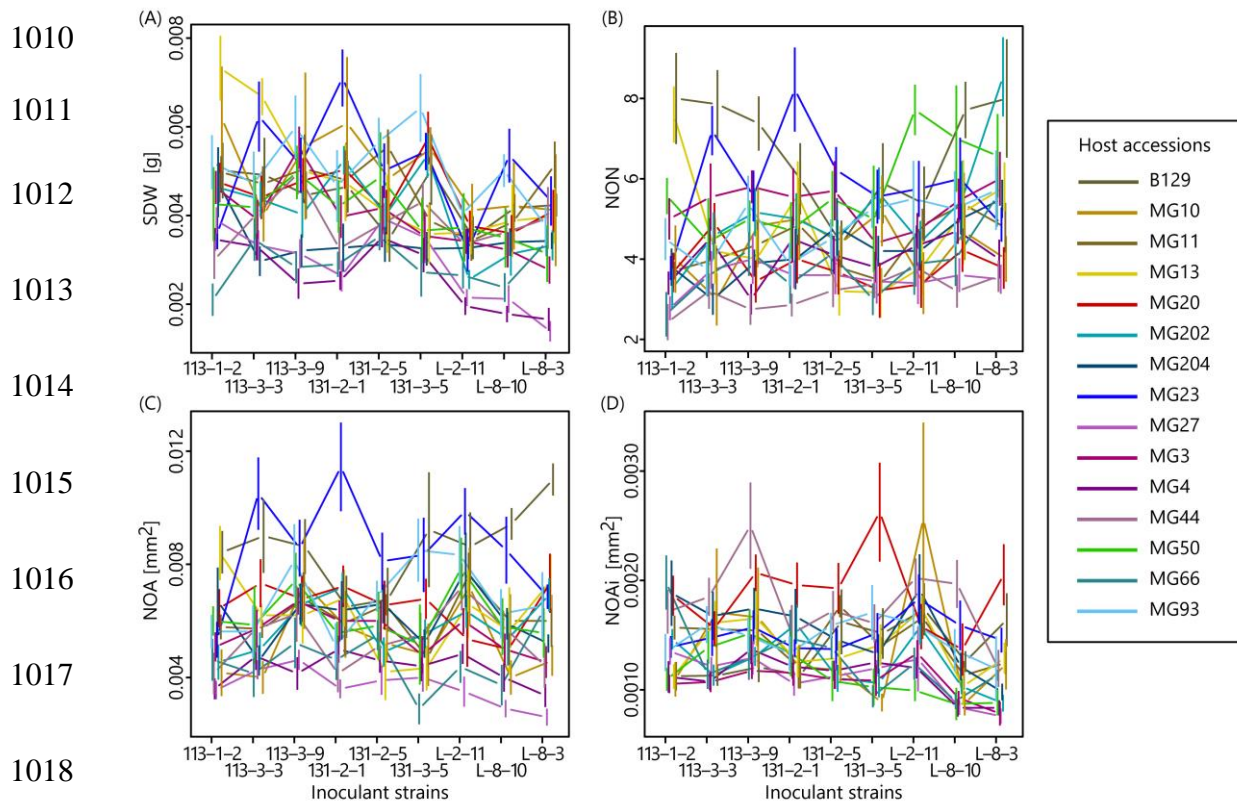 1010
1011
1012
1013
1014
1015
1016
1017
1018
(A)
SDW [g]
0.008
0.006
0.004
0.002
113–1–2
113–3–3
113–3–9
131–2–1
131–2–5
131–3–5
L–2–11
L–8–10
L–8–3
(B)
NON
8
6
4
2
113–1–2
113–3–3
113–3–9
131–2–1
131–2–5
131–3–5
L–2–11
L–8–10
L–8–3
(C)
NOA [mm²]
0.012
0.008
0.004
113–1–2
113–3–3
113–3–9
131–2–1
131–2–5
131–3–5
L–2–11
L–8–10
L–8–3
Inoculant strains
(D)
NOAi [mm²]
0.0030
0.0020
0.0010
113–1–2
113–3–3
113–3–9
131–2–1
131–2–5
131–3–5
L–2–11
L–8–10
L–8–3
Inoculant strains
Host accessions
B129
MG10
MG11
MG13
MG20
MG202
MG204
MG23
MG27
MG3
MG4
MG44
MG50
MG66
MG93